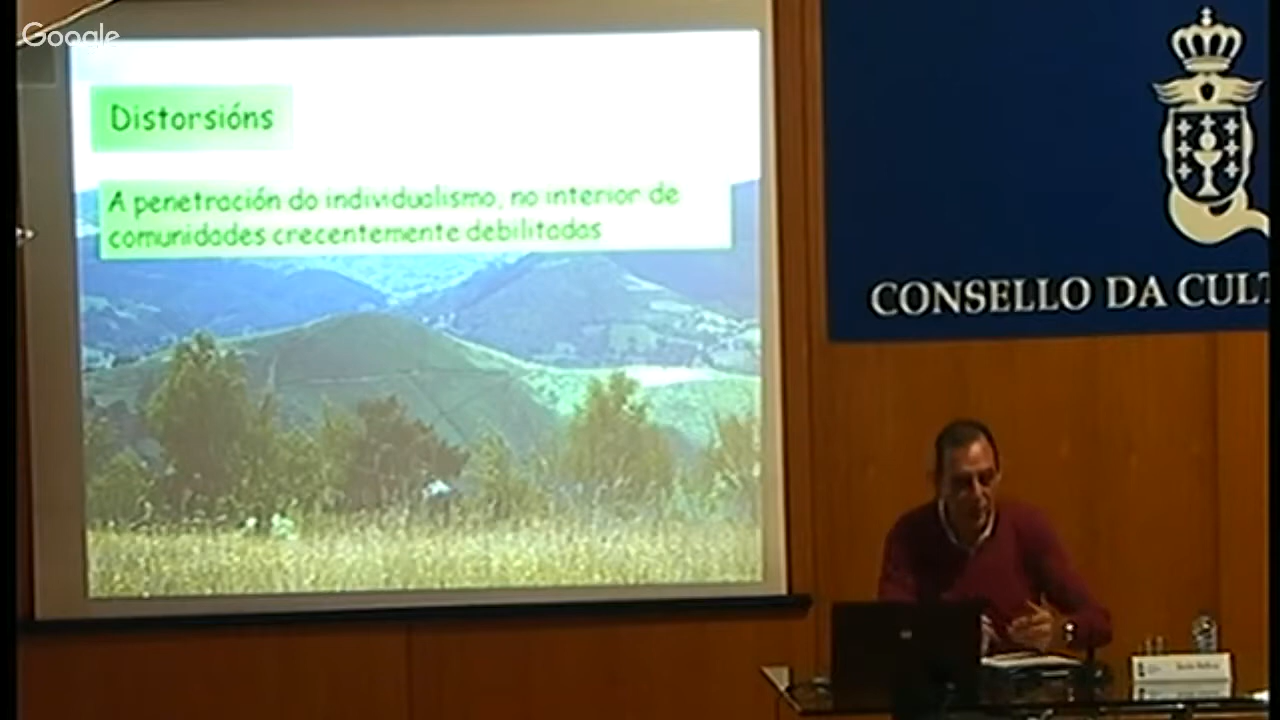 Google
Distorsións
A penetración do individualismo, no interior de
comunidades crecentemente debilitadas
CONSELLO DA CULT